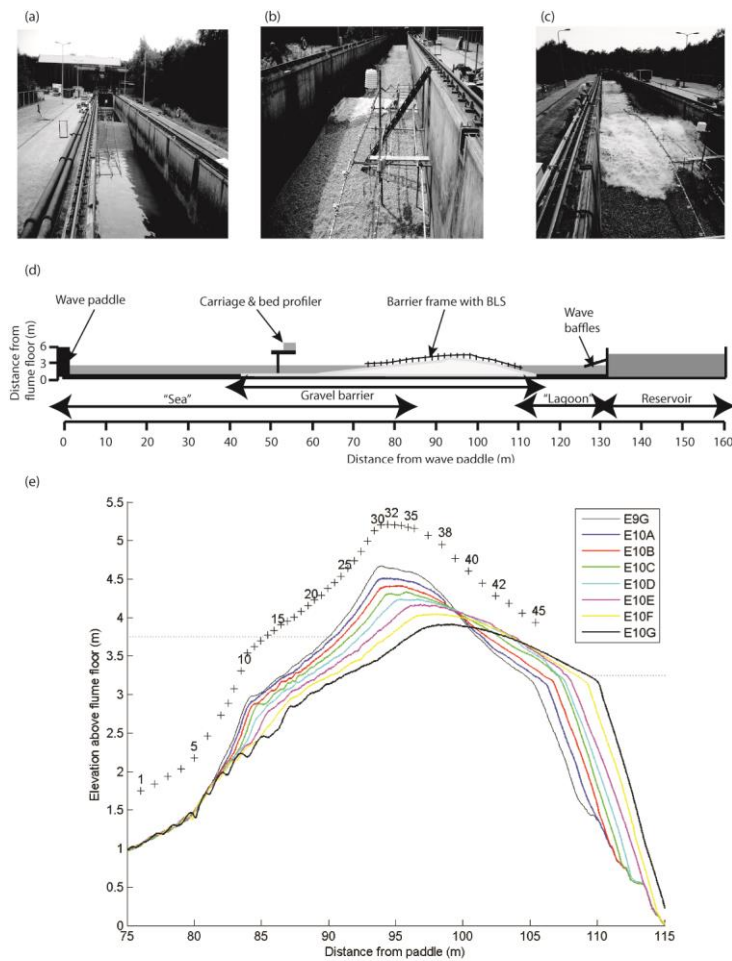 (a)
(b)
(c)
(d)
Wave paddle
Carriage & bed profiler
Barrier frame with BLS
Wave
baffles
Distance from
flume floor (m)
6
3
0
"Sea"
Gravel barrier
"Lagoon"
Reservoir
0 10 20 30 40 50 60 70 80 90 100 110 120 130 140 150 160
Distance from wave paddle (m)
(e)
5.5
5
4.5
4
3.5
3
2.5
2
1.5
1
0.5
0
Elevation above flume floor (m)
1
5
10
15
20
25
30 32 35
38
40
42
45
E9G
E10A
E10B
E10C
E10D
E10E
E10F
E10G
75 80 85 90 95 100 105 110 115
Distance from paddle (m)